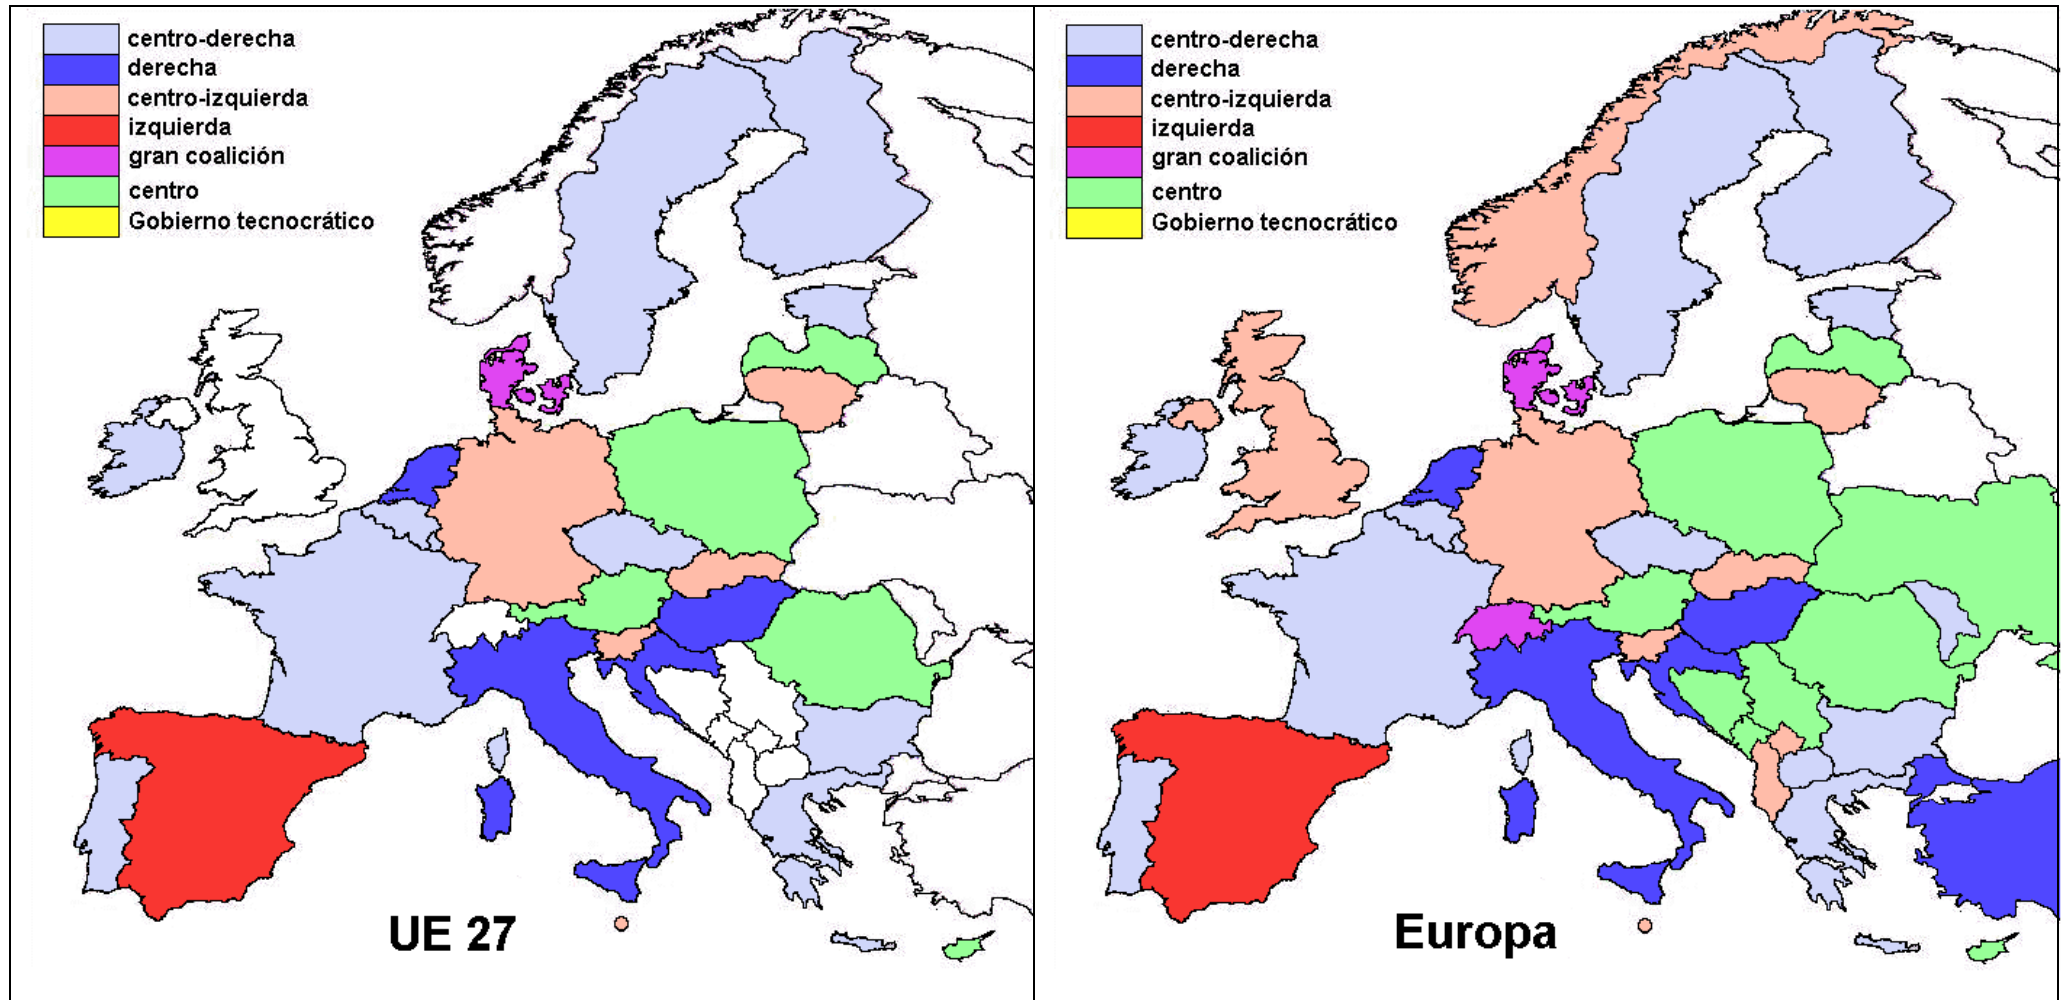 centro-derecha
derecha
centro-izquierda
izquierda
gran coalición
centro
Gobierno tecnocrático
UE 27
centro-derecha
derecha
centro-izquierda
izquierda
gran coalición
centro
Gobierno tecnocrático
Europa